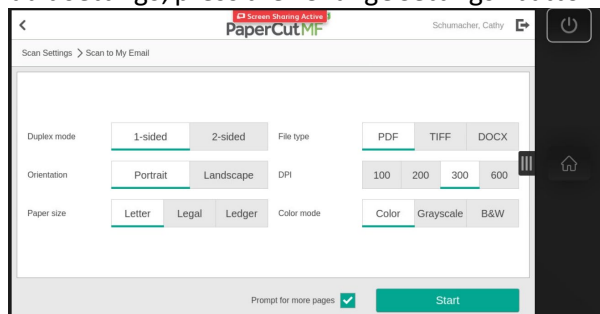 Screen Sharing Active
PaperCutMF
Schumacher, Cathy
Scan Settings > Scan to My Email
Duplex mode 1-sided 2-sided File type PDF TIFF DOCX
Orientation Portrait Landscape DPI 100 200 300 600
Paper size Letter Legal Ledger Color mode Color Grayscale B&W
Prompt for more pages Start